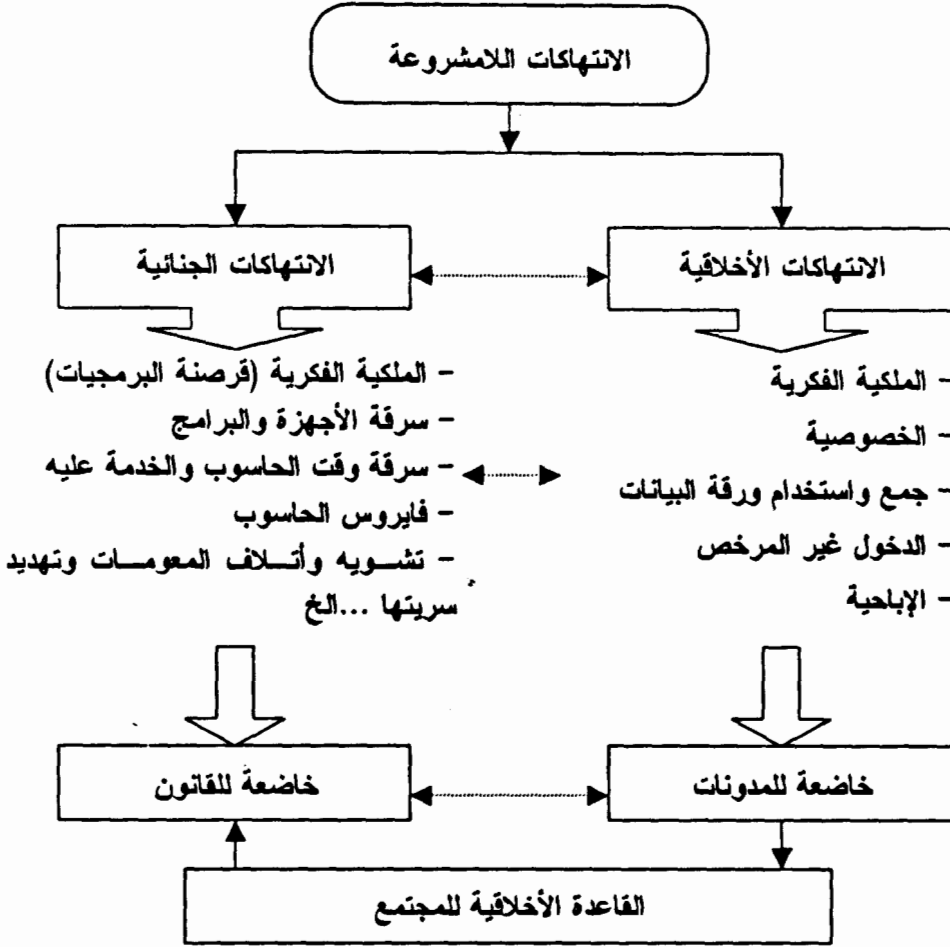 الانتهاكات اللامشروعة
الانتهاكات الأخلاقية
الانتهاكات الجنائية
- الملكية الفكرية
- الخصوصية
- جمع واستخدام ورقة البيانات
- الدخول غير المرخص
- الإباحية
- الملكية الفكرية (قرصنة البرمجيات)
- سرقة الأجهزة والبرامج
- سرقة وقت الحاسوب والخدمة عليه
- فايروس الحاسوب
- تشويه وأتلاف المعومات وتهديد
سريتها ...الخ
خاضعة للمدونات
خاضعة للقانون
القاعدة الأخلاقية للمجتمع